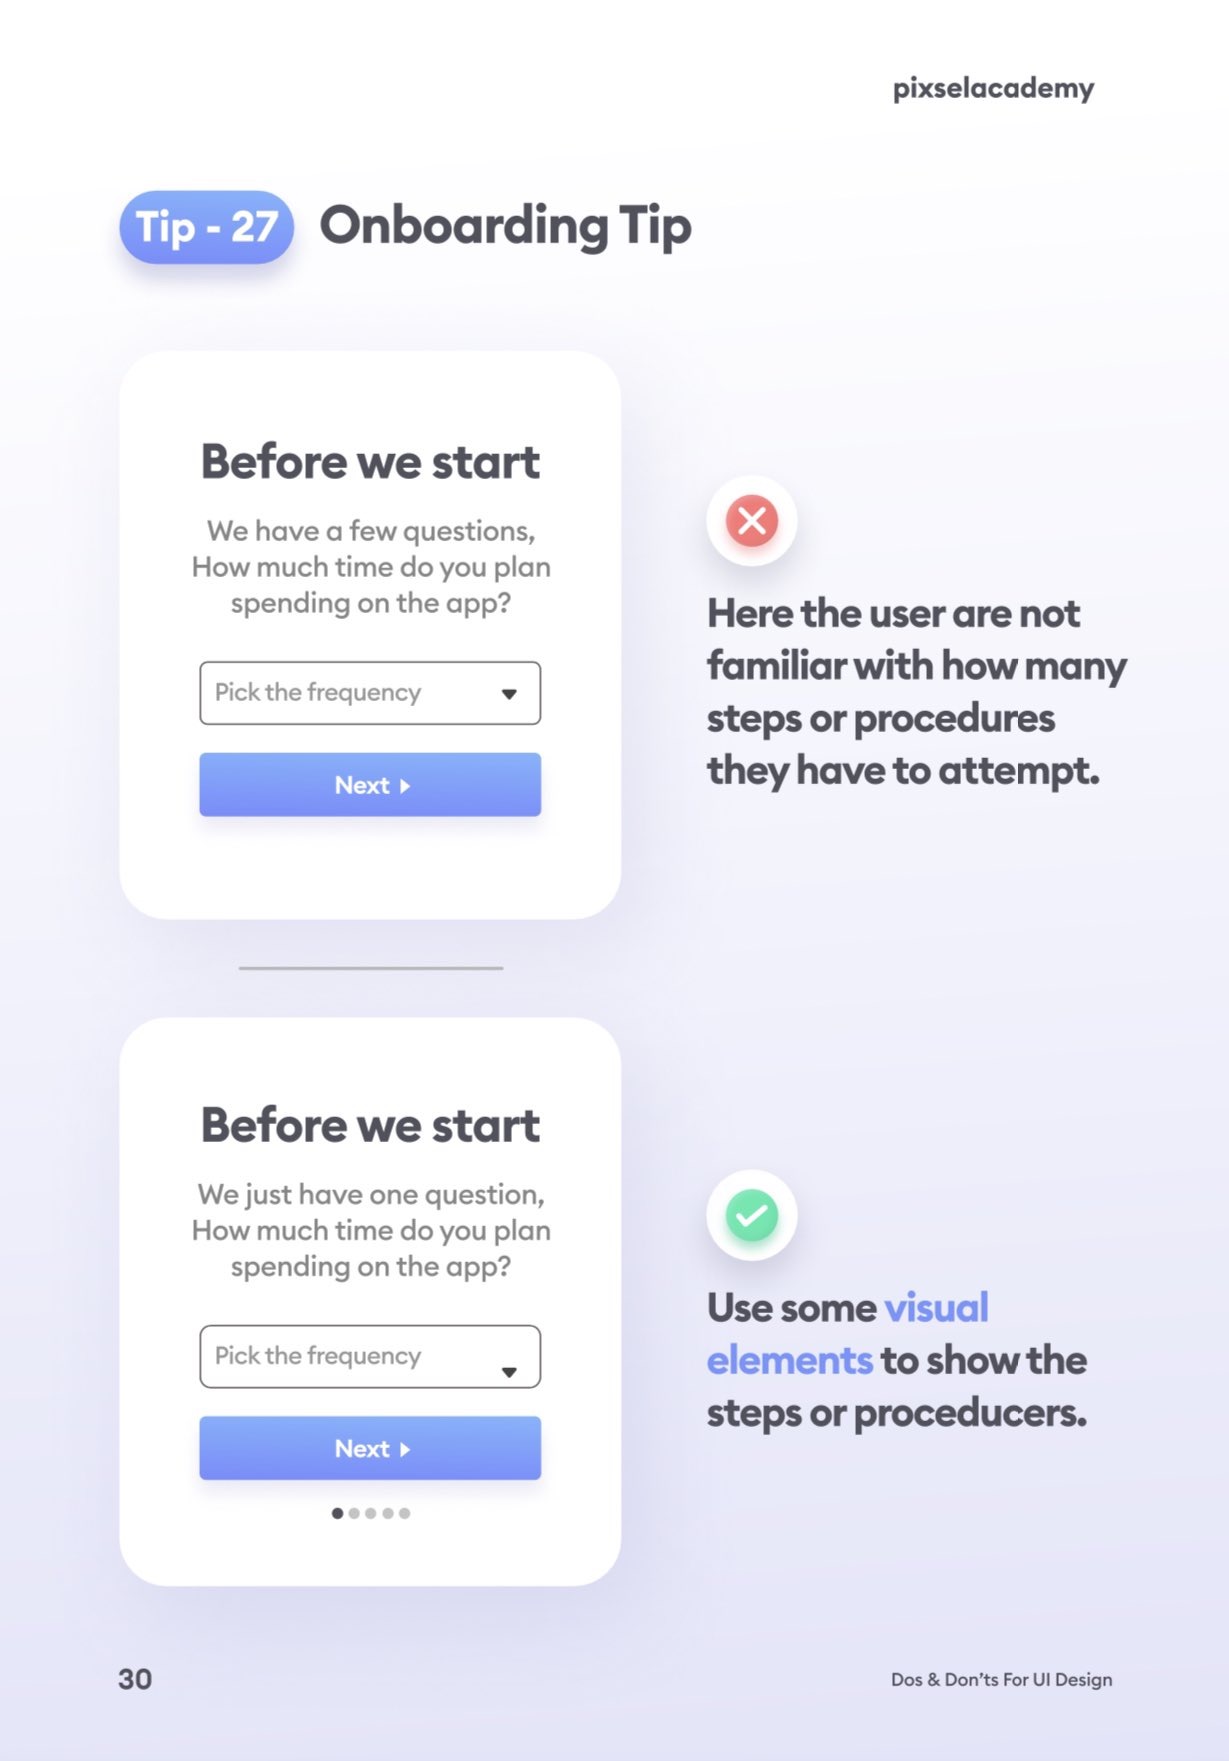 pixselacademy
Tip - 27
Onboarding Tip
Before we start
We have a few questions,
How much time do you plan
spending on the app?
Pick the frequency
Next
Here the user are not
familiar with how many
steps or procedures
they have to attempt.
Before we start
We just have one question,
How much time do you plan
spending on the app?
Pick the frequency
Next
Use some visual
elements to show the
steps or proceducers.
30
Dos & Don'ts For UI Design